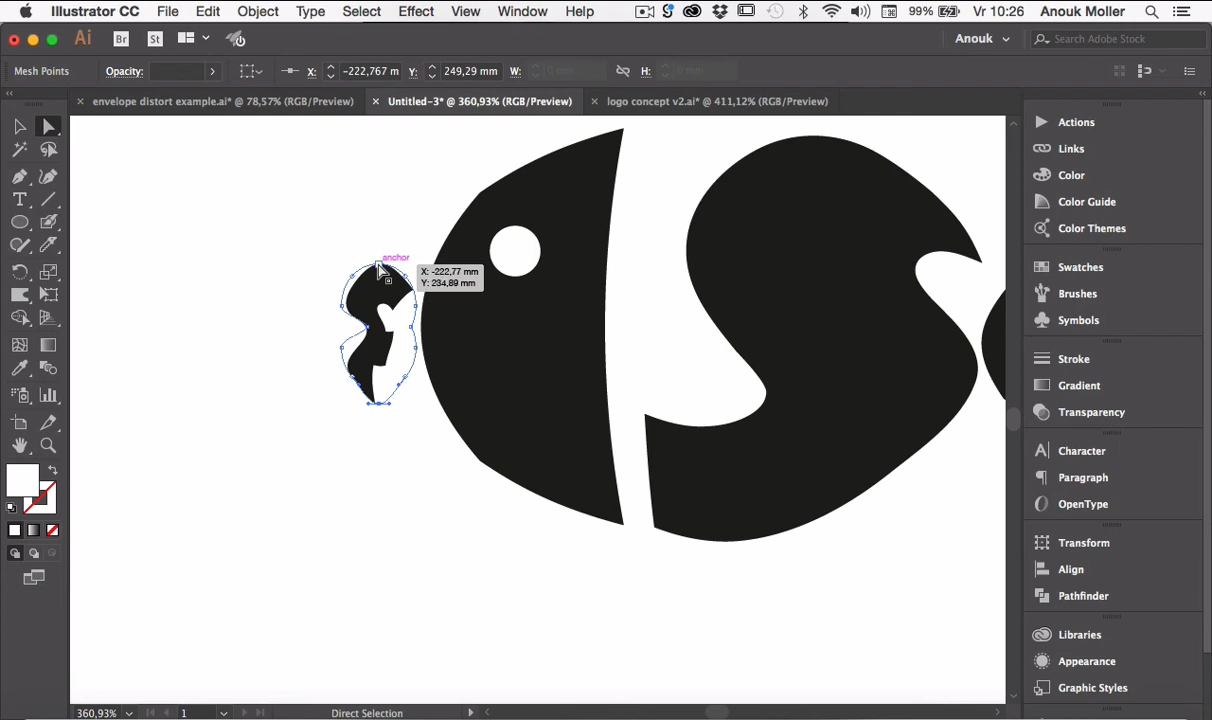 Illustrator CC File Edit Object Type Select Effect View Window Help 99% Vr 10:26 Anouk Moller
Ai Br St Anouk Search Adobe Stock
Mesh Points Opacity: X: -222,767 m Y: 249,29 mm W: 0 mm H: 0 mm
× envelope distort example.ai* @ 78,57% (RGB/Preview) × Untitled-3* @ 360,93% (RGB/Preview) × logo concept v2.ai* @ 411,12% (RGB/Preview)
Actions
Links
Color
Color Guide
Color Themes
Swatches
Brushes
Symbols
Stroke
Gradient
Transparency
Character
Paragraph
OpenType
Transform
Align
Pathfinder
Libraries
Appearance
Graphic Styles
anchor
X: -222,77 mm
Y: 234,89 mm
S
360,93% 1 Direct Selection